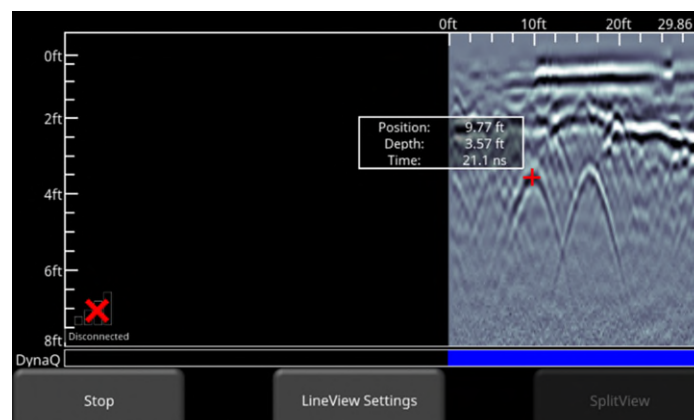 0ft 10ft 20ft 29.86
0ft
2ft
Position: 9.77 ft
Depth: 3.57 ft
Time: 21.1 ns
4ft
6ft
Disconnected
8ft
DynaQ
Stop LineView Settings SplitView